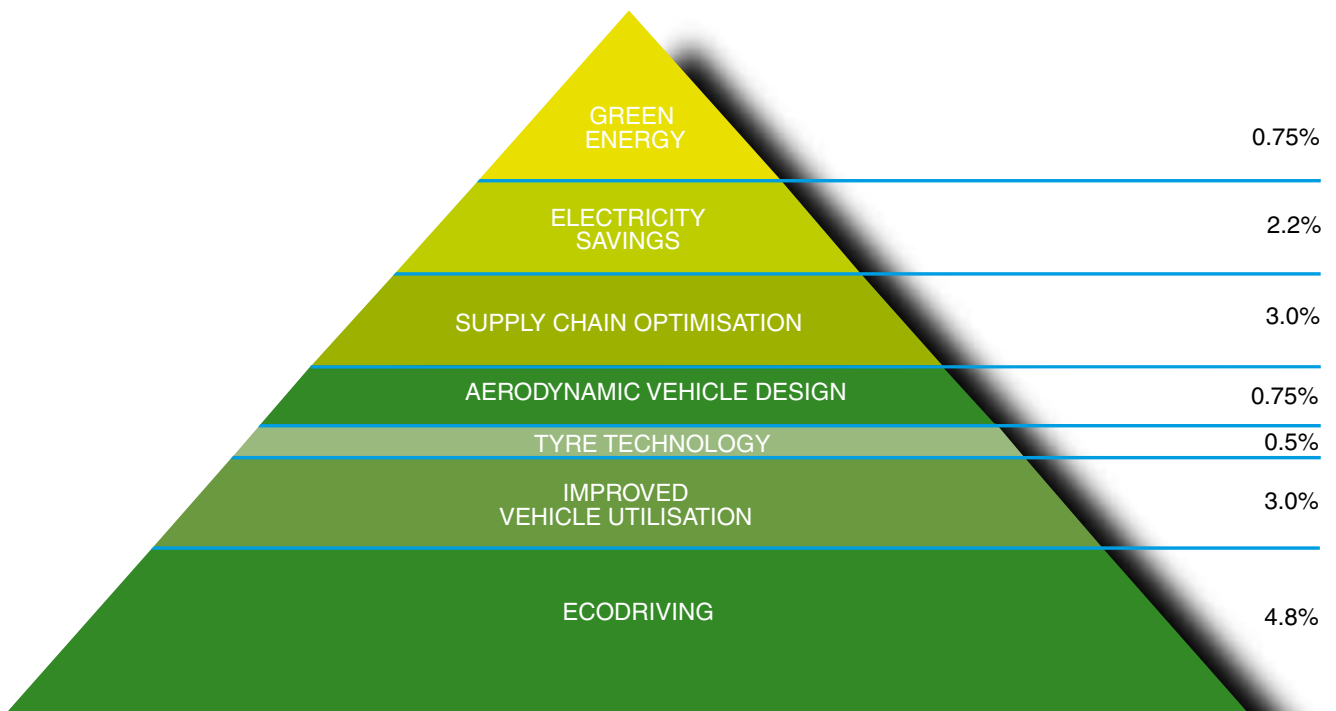 GREEN
ENERGY
0.75%
ELECTRICITY
SAVINGS
2.2%
SUPPLY CHAIN OPTIMISATION
3.0%
AERODYNAMIC VEHICLE DESIGN
0.75%
TYRE TECHNOLOGY
0.5%
IMPROVED
VEHICLE UTILISATION
3.0%
ECODRIVING
4.8%